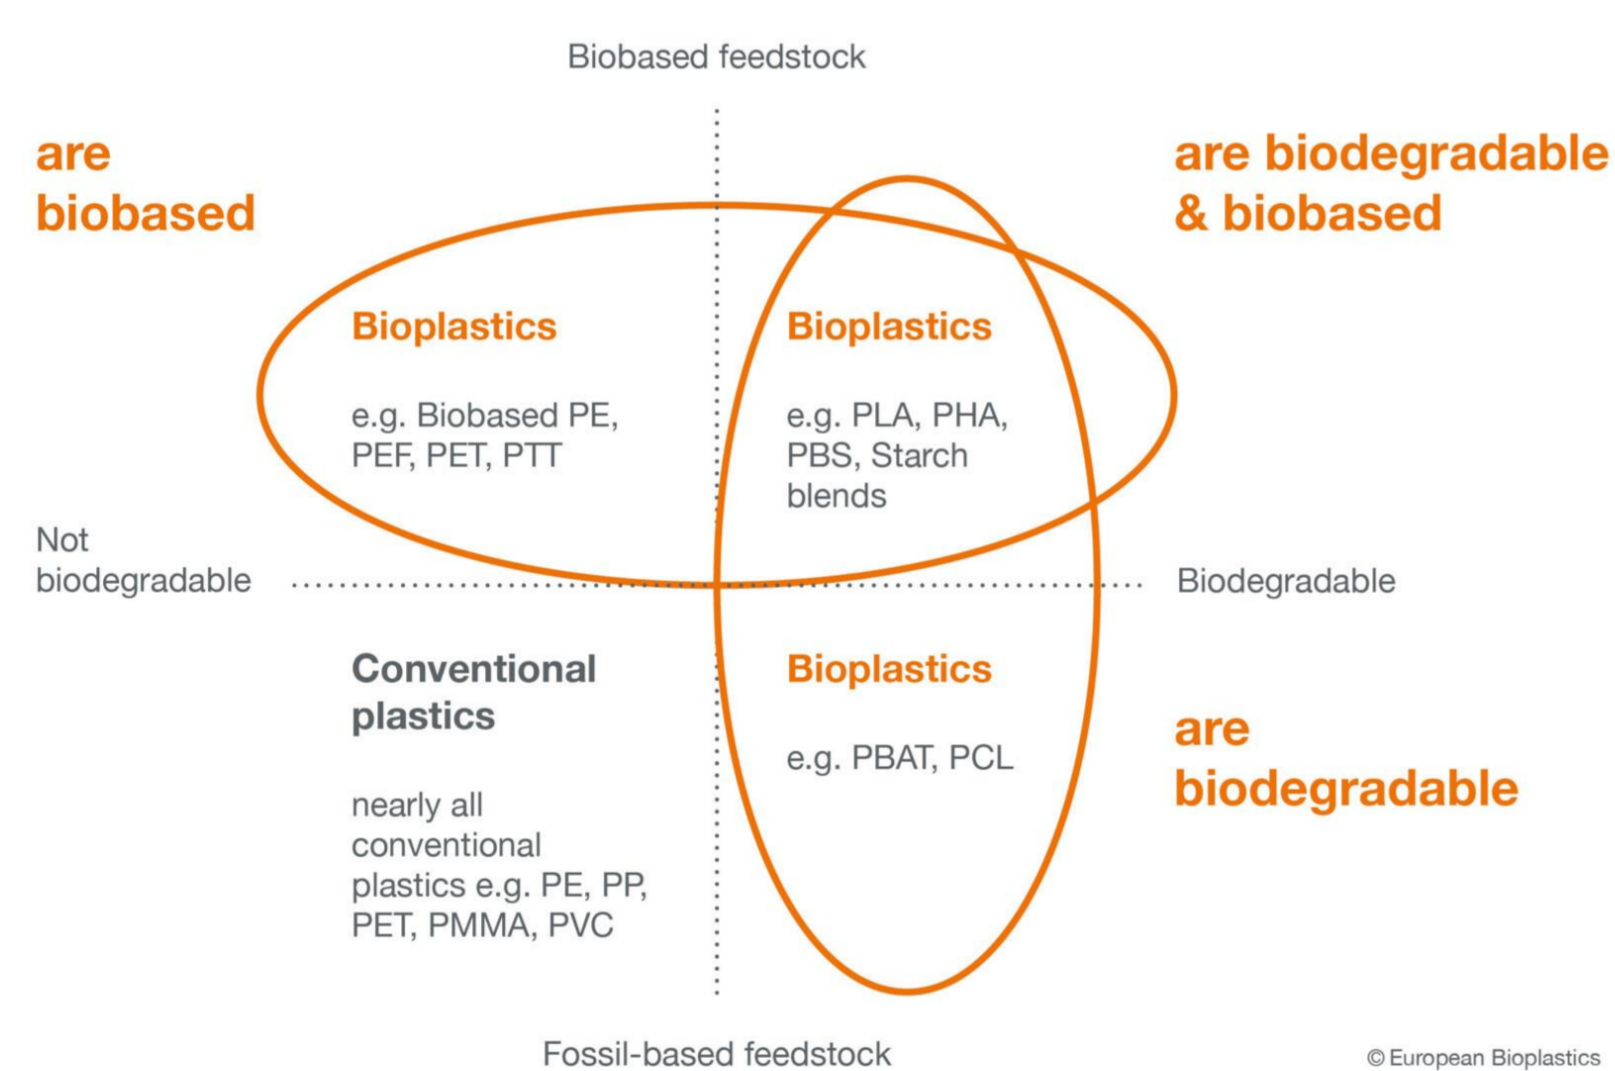 Biobased feedstock
are
biobased
are biodegradable
& biobased
Bioplastics
e.g. Biobased PE,
PEF, PET, PTT
Bioplastics
e.g. PLA, PHA,
PBS, Starch
blends
Not
biodegradable
Biodegradable
Conventional
plastics
nearly all
conventional
plastics e.g. PE, PP,
PET, PMMA, PVC
Bioplastics
e.g. PBAT, PCL
are
biodegradable
Fossil-based feedstock
© European Bioplastics